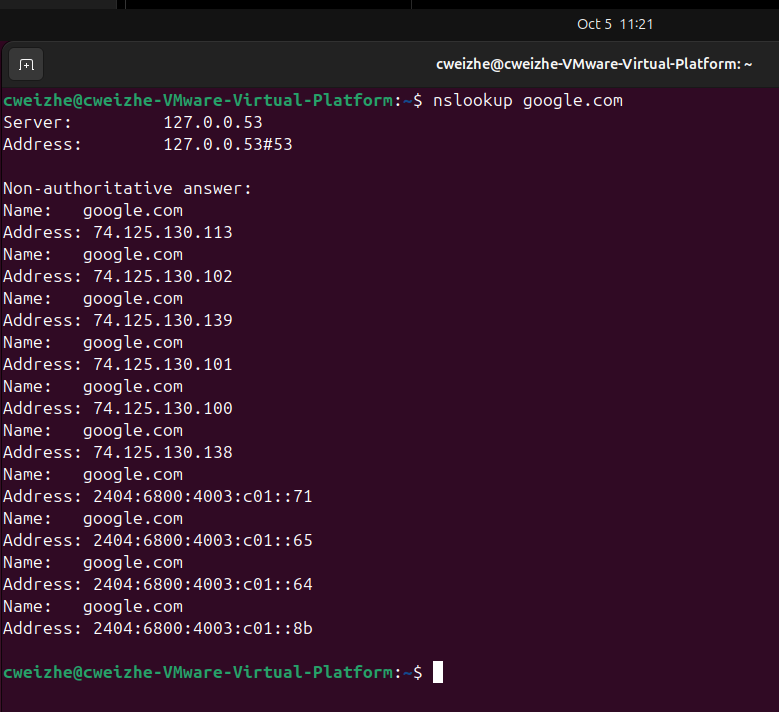 Oct 5 11:21
cweizhe@cweizhe-VMware-Virtual-Platform: ~
cweizhe@cweizhe-VMware-Virtual-Platform:~$ nslookup google.com
Server: 127.0.0.53
Address: 127.0.0.53#53
Non-authoritative answer:
Name: google.com
Address: 74.125.130.113
Name: google.com
Address: 74.125.130.102
Name: google.com
Address: 74.125.130.139
Name: google.com
Address: 74.125.130.101
Name: google.com
Address: 74.125.130.100
Name: google.com
Address: 74.125.130.138
Name: google.com
Address: 2404:6800:4003:c01::71
Name: google.com
Address: 2404:6800:4003:c01::65
Name: google.com
Address: 2404:6800:4003:c01::64
Name: google.com
Address: 2404:6800:4003:c01::8b
cweizhe@cweizhe-VMware-Virtual-Platform:~$